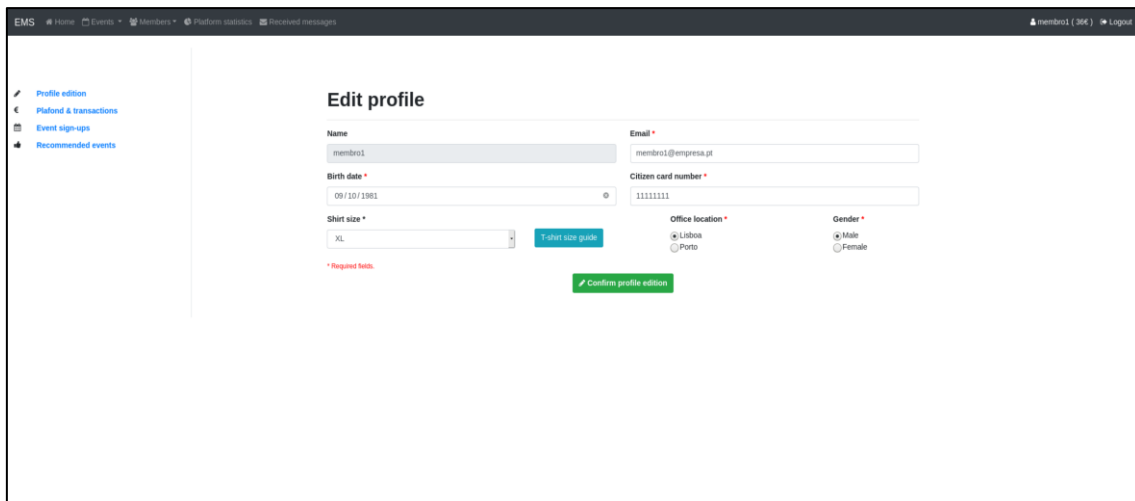 EMS Home Events Members Platform statistics Received messages membro1 ( 36€ ) Logout
Profile edition
€ Plafond & transactions
Event sign-ups
Recommended events
Edit profile
Name Email *
membro1 membro1@empresa.pt
Birth date * Citizen card number *
09/10/1981 11111111
Shirt size * Office location * Gender *
XL T-shirt size guide Lisboa Male
Porto Female
* Required fields.
Confirm profile edition